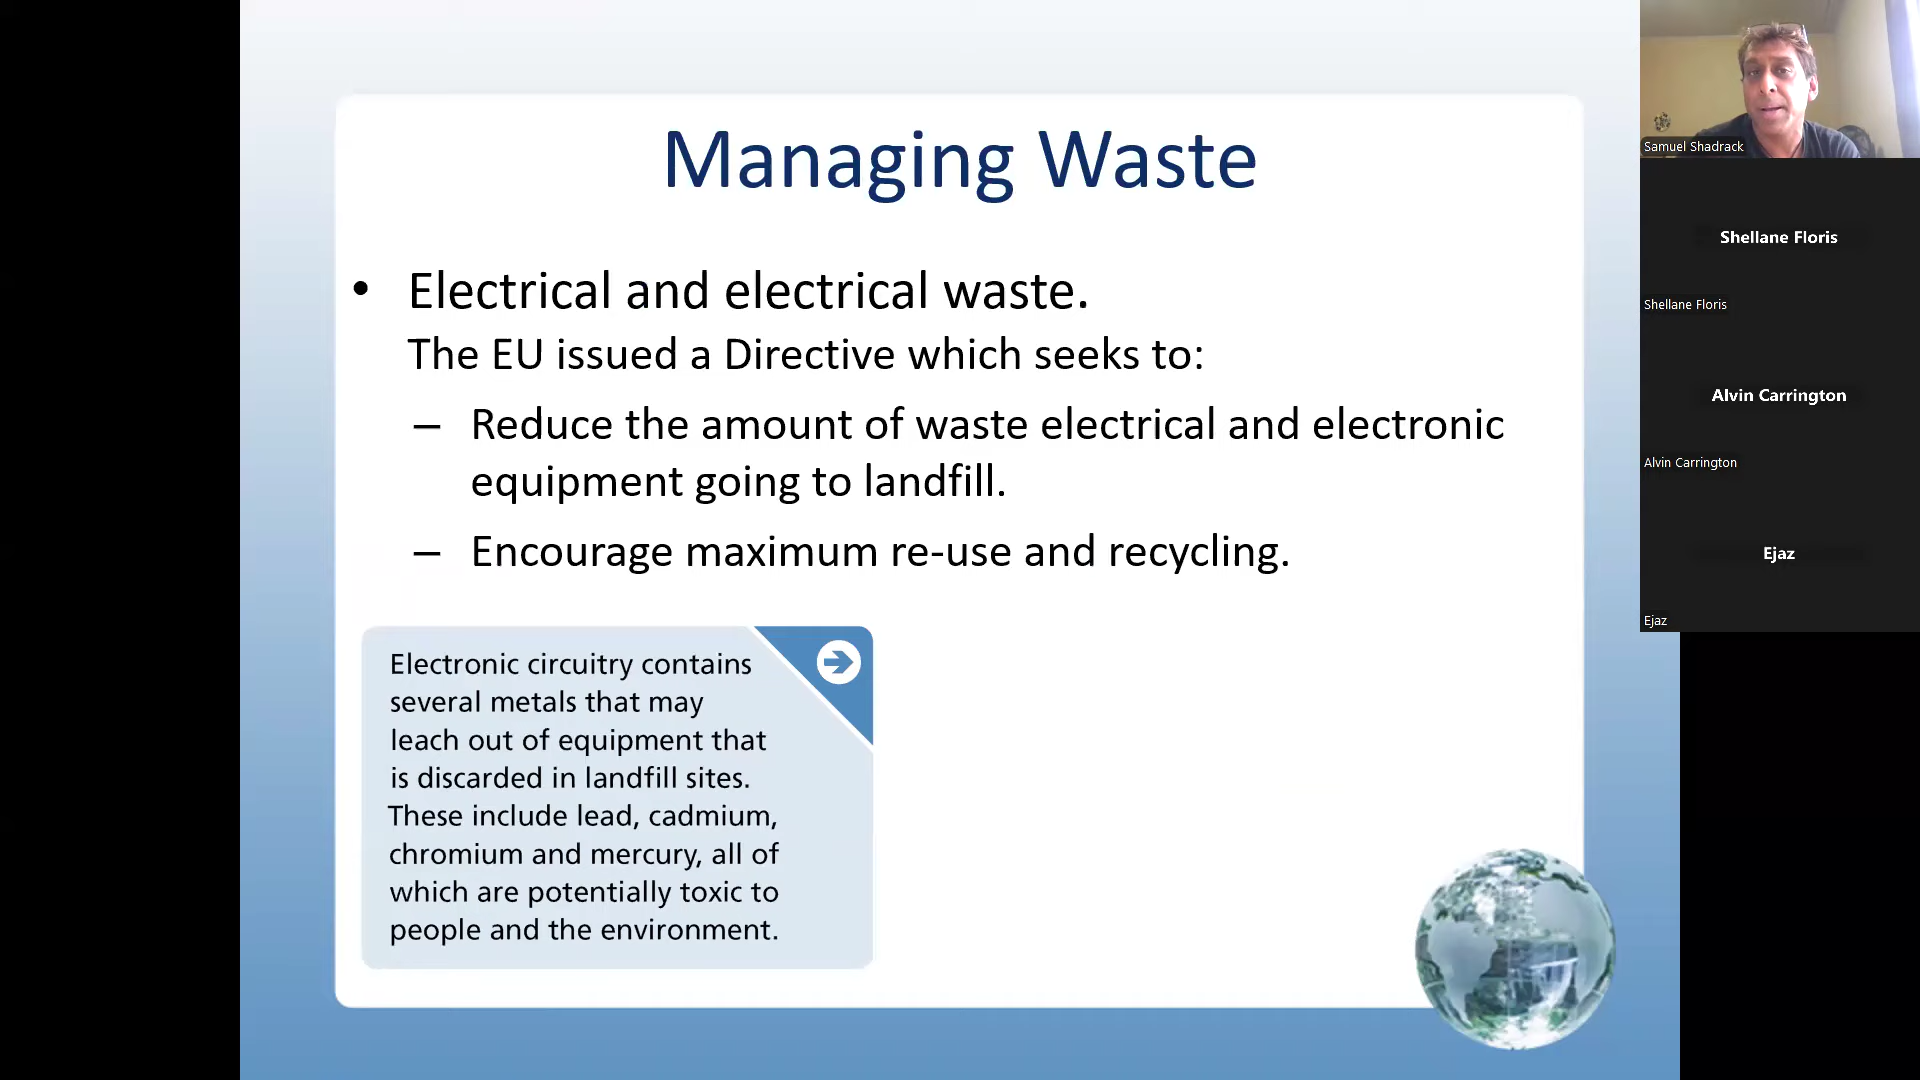 Managing Waste
• Electrical and electrical waste.
The EU issued a Directive which seeks to:
– Reduce the amount of waste electrical and electronic
equipment going to landfill.
– Encourage maximum re-use and recycling.
Electronic circuitry contains
several metals that may
leach out of equipment that
is discarded in landfill sites.
These include lead, cadmium,
chromium and mercury, all of
which are potentially toxic to
people and the environment.
Samuel Shadrack
Shellane Floris
Shellane Floris
Alvin Carrington
Alvin Carrington
Ejaz
Ejaz